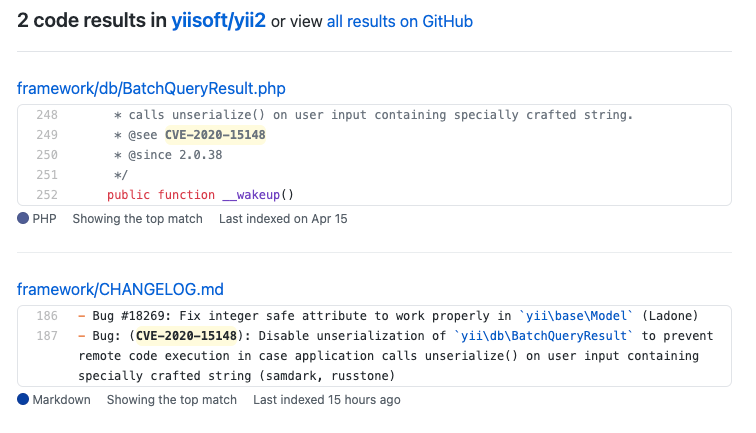 2 code results in yiisoft/yii2 or view all results on GitHub
framework/db/BatchQueryResult.php
248 * calls unserialize() on user input containing specially crafted string.
249 * @see CVE-2020-15148
250 * @since 2.0.38
251 */
252 public function __wakeup()
PHP Showing the top match Last indexed on Apr 15
framework/CHANGELOG.md
186 - Bug #18269: Fix integer safe attribute to work properly in `yii\base\Model` (Ladone)
187 - Bug: (CVE-2020-15148): Disable unserialization of `yii\db\BatchQueryResult` to prevent
remote code execution in case application calls unserialize() on user input containing
specially crafted string (samdark, russtone)
Markdown Showing the top match Last indexed 15 hours ago